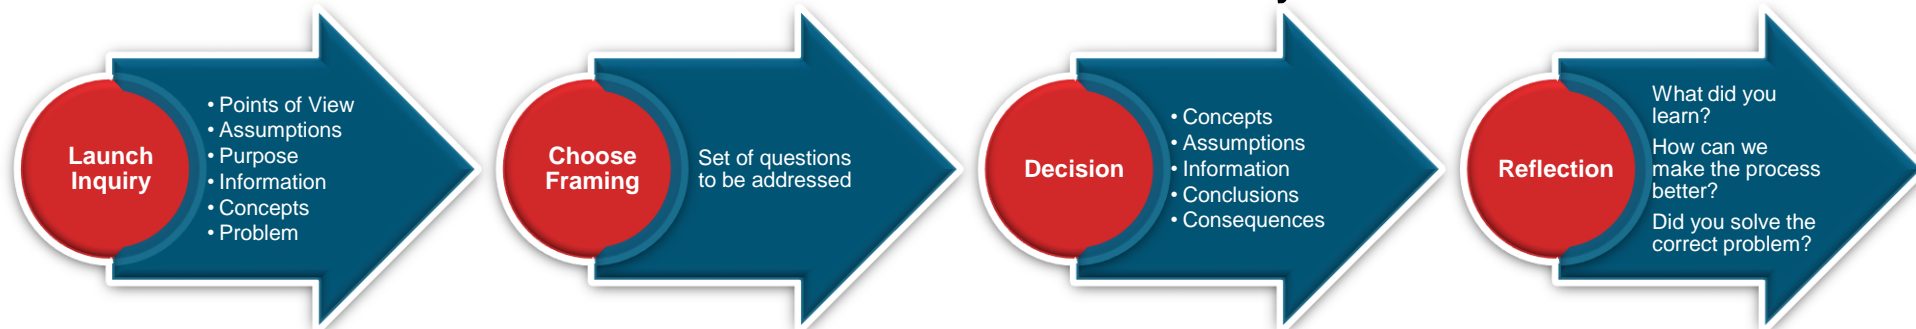 Launch
Inquiry
• Points of View
• Assumptions
• Purpose
• Information
• Concepts
• Problem
Choose
Framing
Set of questions
to be addressed
Decision
• Concepts
• Assumptions
• Information
• Conclusions
• Consequences
Reflection
What did you
learn?
How can we
make the process
better?
Did you solve the
correct problem?